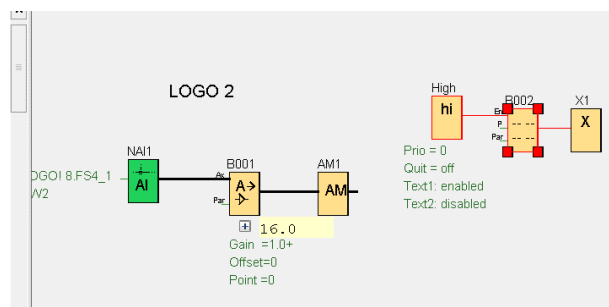 LOGO 2
High
hi
B002
X1
En
P
Par
X
Prio = 0
Quit = off
Text1: enabled
Text2: disabled
NAI1
AI
OGO! 8.FS4_1
W2
B001
Ax
Par
A→
AM1
AM
+
16.0
Gain =1.0+
Offset=0
Point =0